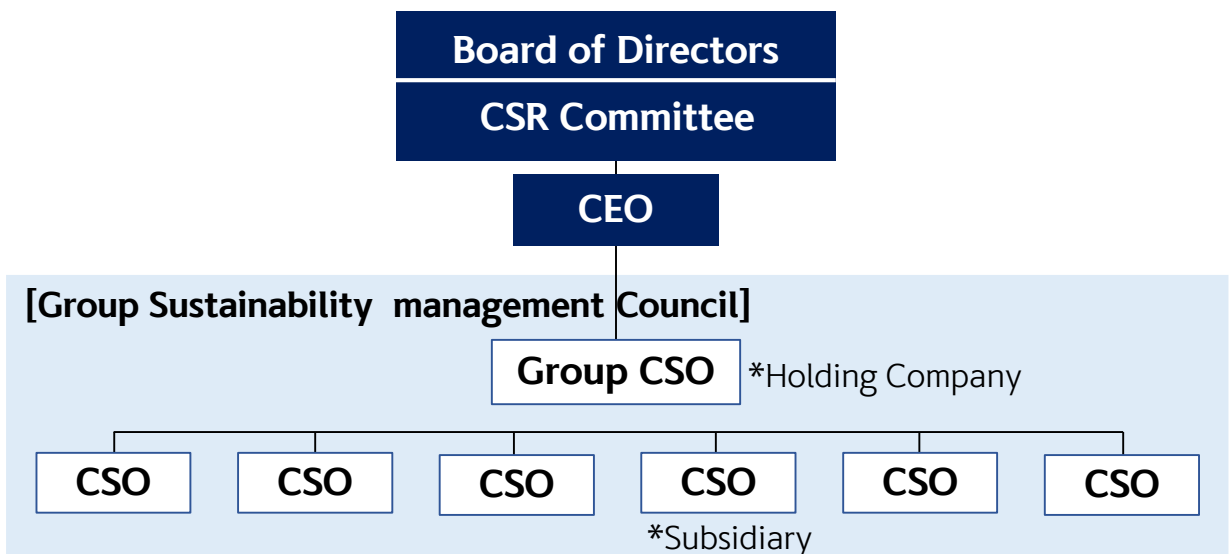 Board of Directors
CSR Committee
CEO
[Group Sustainability management Council]
Group CSO *Holding Company
CSO CSO CSO CSO CSO CSO
*Subsidiary